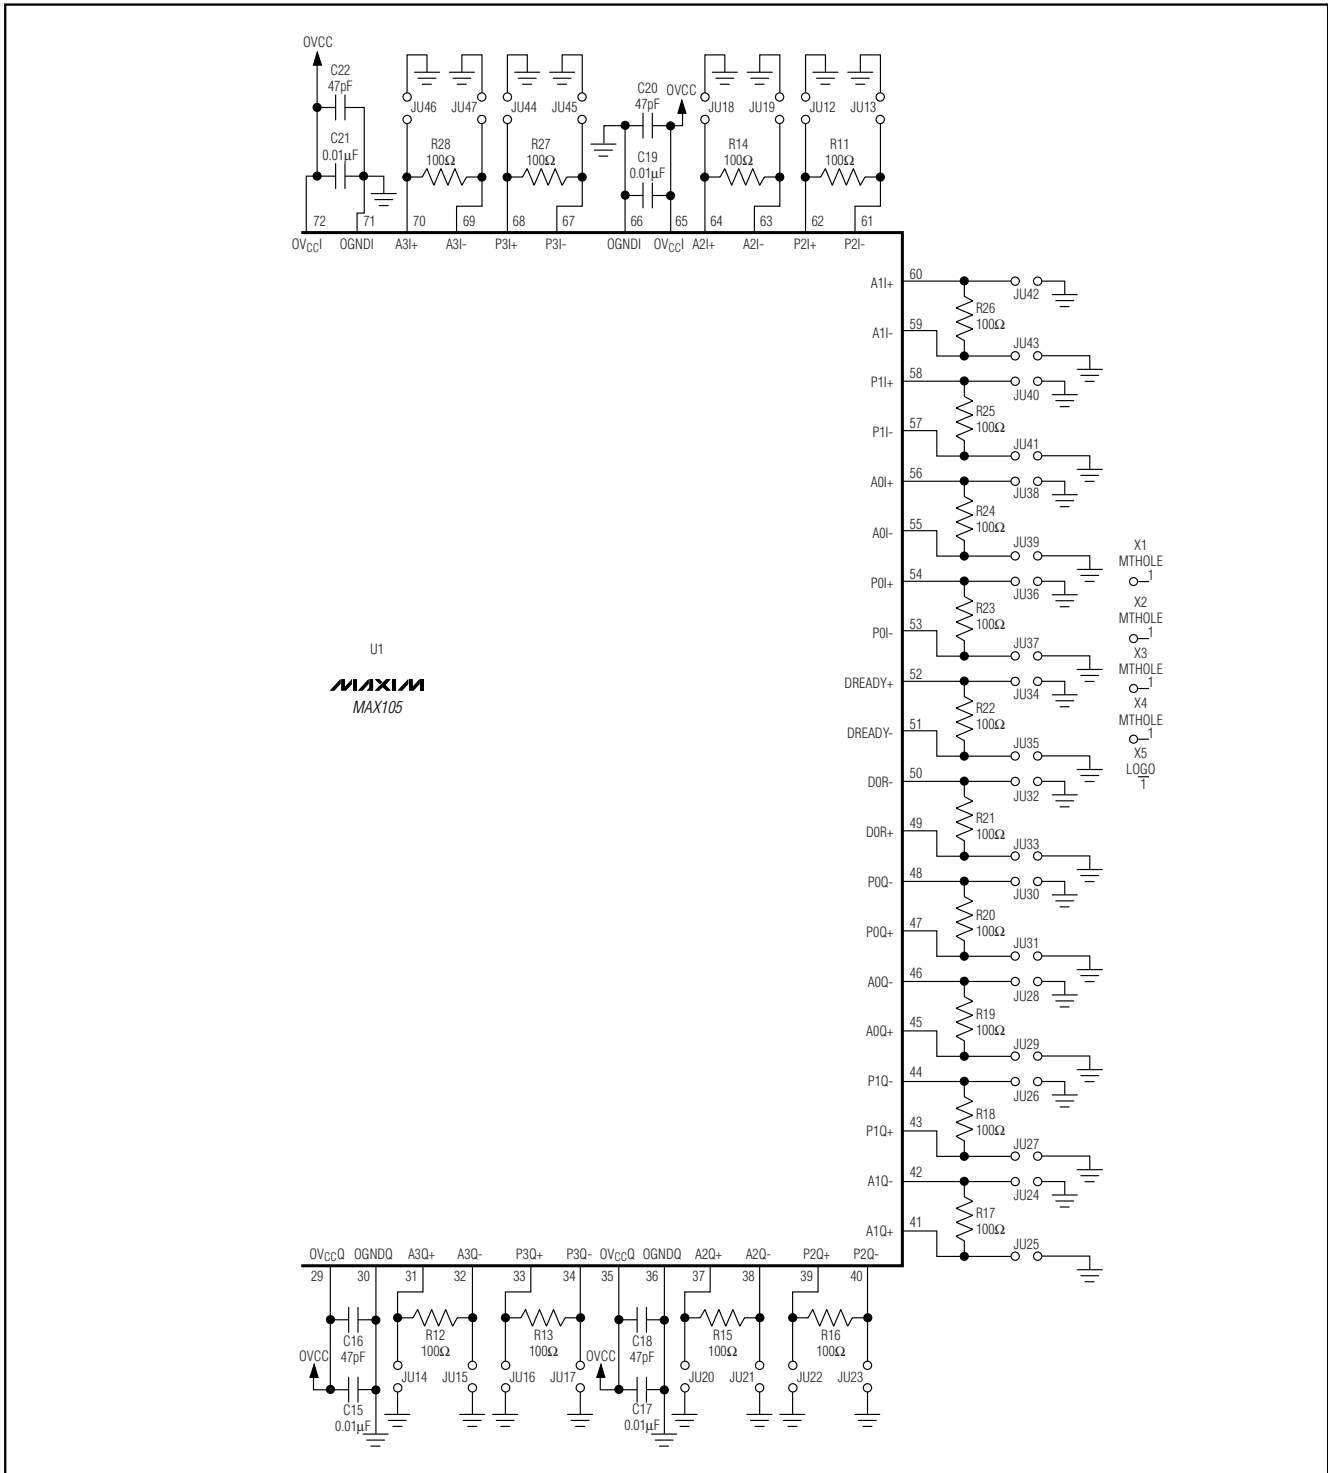 OVCC
C22
47pF
C21
0.01µF
JU46 JU47 JU44 JU45
R28
100Ω
R27
100Ω
C20
47pF
OVCC
C19
0.01µF
JU18 JU19 JU12 JU13
R14
100Ω
R11
100Ω
72 71 70 69 68 67 66 65 64 63 62 61
OVCCI OGNDI A3I+ A3I- P3I+ P3I- OGNDI OVCCI A2I+ A2I- P2I+ P2I-
A1I+ 60
JU42
R26
100Ω
A1I- 59
JU43
P1I+ 58
JU40
R25
100Ω
P1I- 57
JU41
A0I+ 56
JU38
R24
100Ω
A0I- 55
JU39
P0I+ 54
JU36
R23
100Ω
P0I- 53
JU37
DREADY+ 52
JU34
R22
100Ω
DREADY- 51
JU35
D0R- 50
JU32
R21
100Ω
D0R+ 49
JU33
P0Q- 48
JU30
R20
100Ω
P0Q+ 47
JU31
A0Q- 46
JU28
R19
100Ω
A0Q+ 45
JU29
P1Q- 44
JU26
R18
100Ω
P1Q+ 43
JU27
A1Q- 42
JU24
R17
100Ω
A1Q+ 41
JU25
X1
MTHOLE
1
X2
MTHOLE
1
X3
MTHOLE
1
X4
MTHOLE
1
X5
LOGO
1
U1
MAXIM
MAX105
OVCCQ OGNDQ A3Q+ A3Q- P3Q+ P3Q- OVCCQ OGNDQ A2Q+ A2Q- P2Q+ P2Q-
29 30 31 32 33 34 35 36 37 38 39 40
C16
47pF
OVCC
C15
0.01µF
R12
100Ω
JU14 JU15
R13
100Ω
JU16 JU17
C18
47pF
OVCC
C17
0.01µF
R15
100Ω
JU20 JU21
R16
100Ω
JU22 JU23